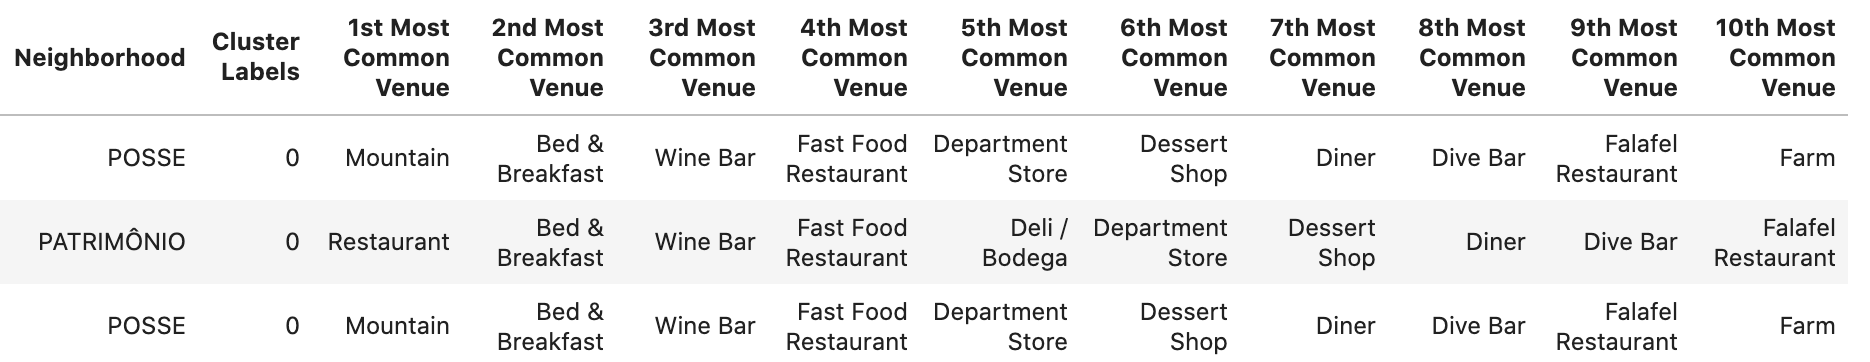 Neighborhood Cluster Labels 1st Most Common Venue 2nd Most Common Venue 3rd Most Common Venue 4th Most Common Venue 5th Most Common Venue 6th Most Common Venue 7th Most Common Venue 8th Most Common Venue 9th Most Common Venue 10th Most Common Venue
POSSE 0 Mountain Bed & Breakfast Wine Bar Fast Food Restaurant Department Store Dessert Shop Diner Dive Bar Falafel Restaurant Farm
PATRIMÔNIO 0 Restaurant Bed & Breakfast Wine Bar Fast Food Restaurant Deli / Bodega Department Store Dessert Shop Diner Dive Bar Falafel Restaurant
POSSE 0 Mountain Bed & Breakfast Wine Bar Fast Food Restaurant Department Store Dessert Shop Diner Dive Bar Falafel Restaurant Farm